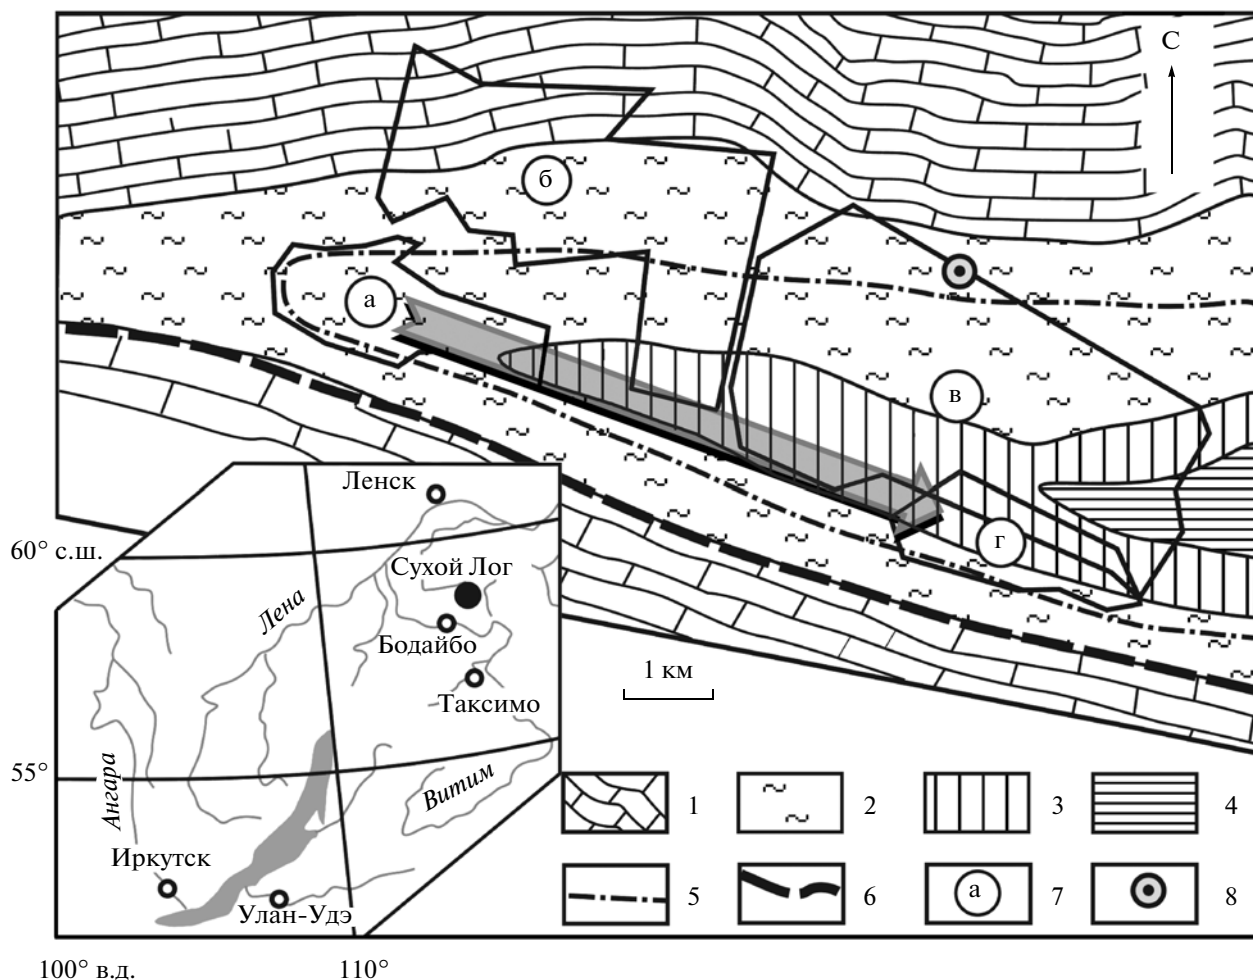 С
б
а
в
г
Ленск
60° с.ш.
Сухой Лог
Лена
Бодайбо
1 км
Таксимо
55°
Ангара
Витим
1
2
3
4
Иркутск
а
5
6
7
8
Улан-Удэ
100° в.д.
110°